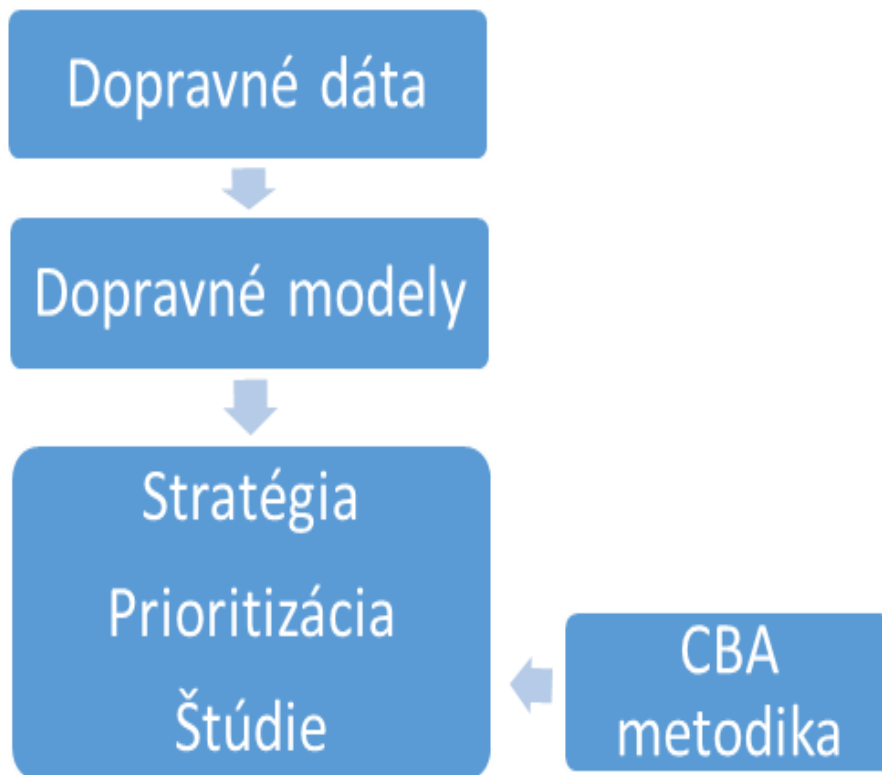 Dopravné dáta
Dopravné modely
Stratégia
Prioritizácia
Štúdie
CBA
metodika